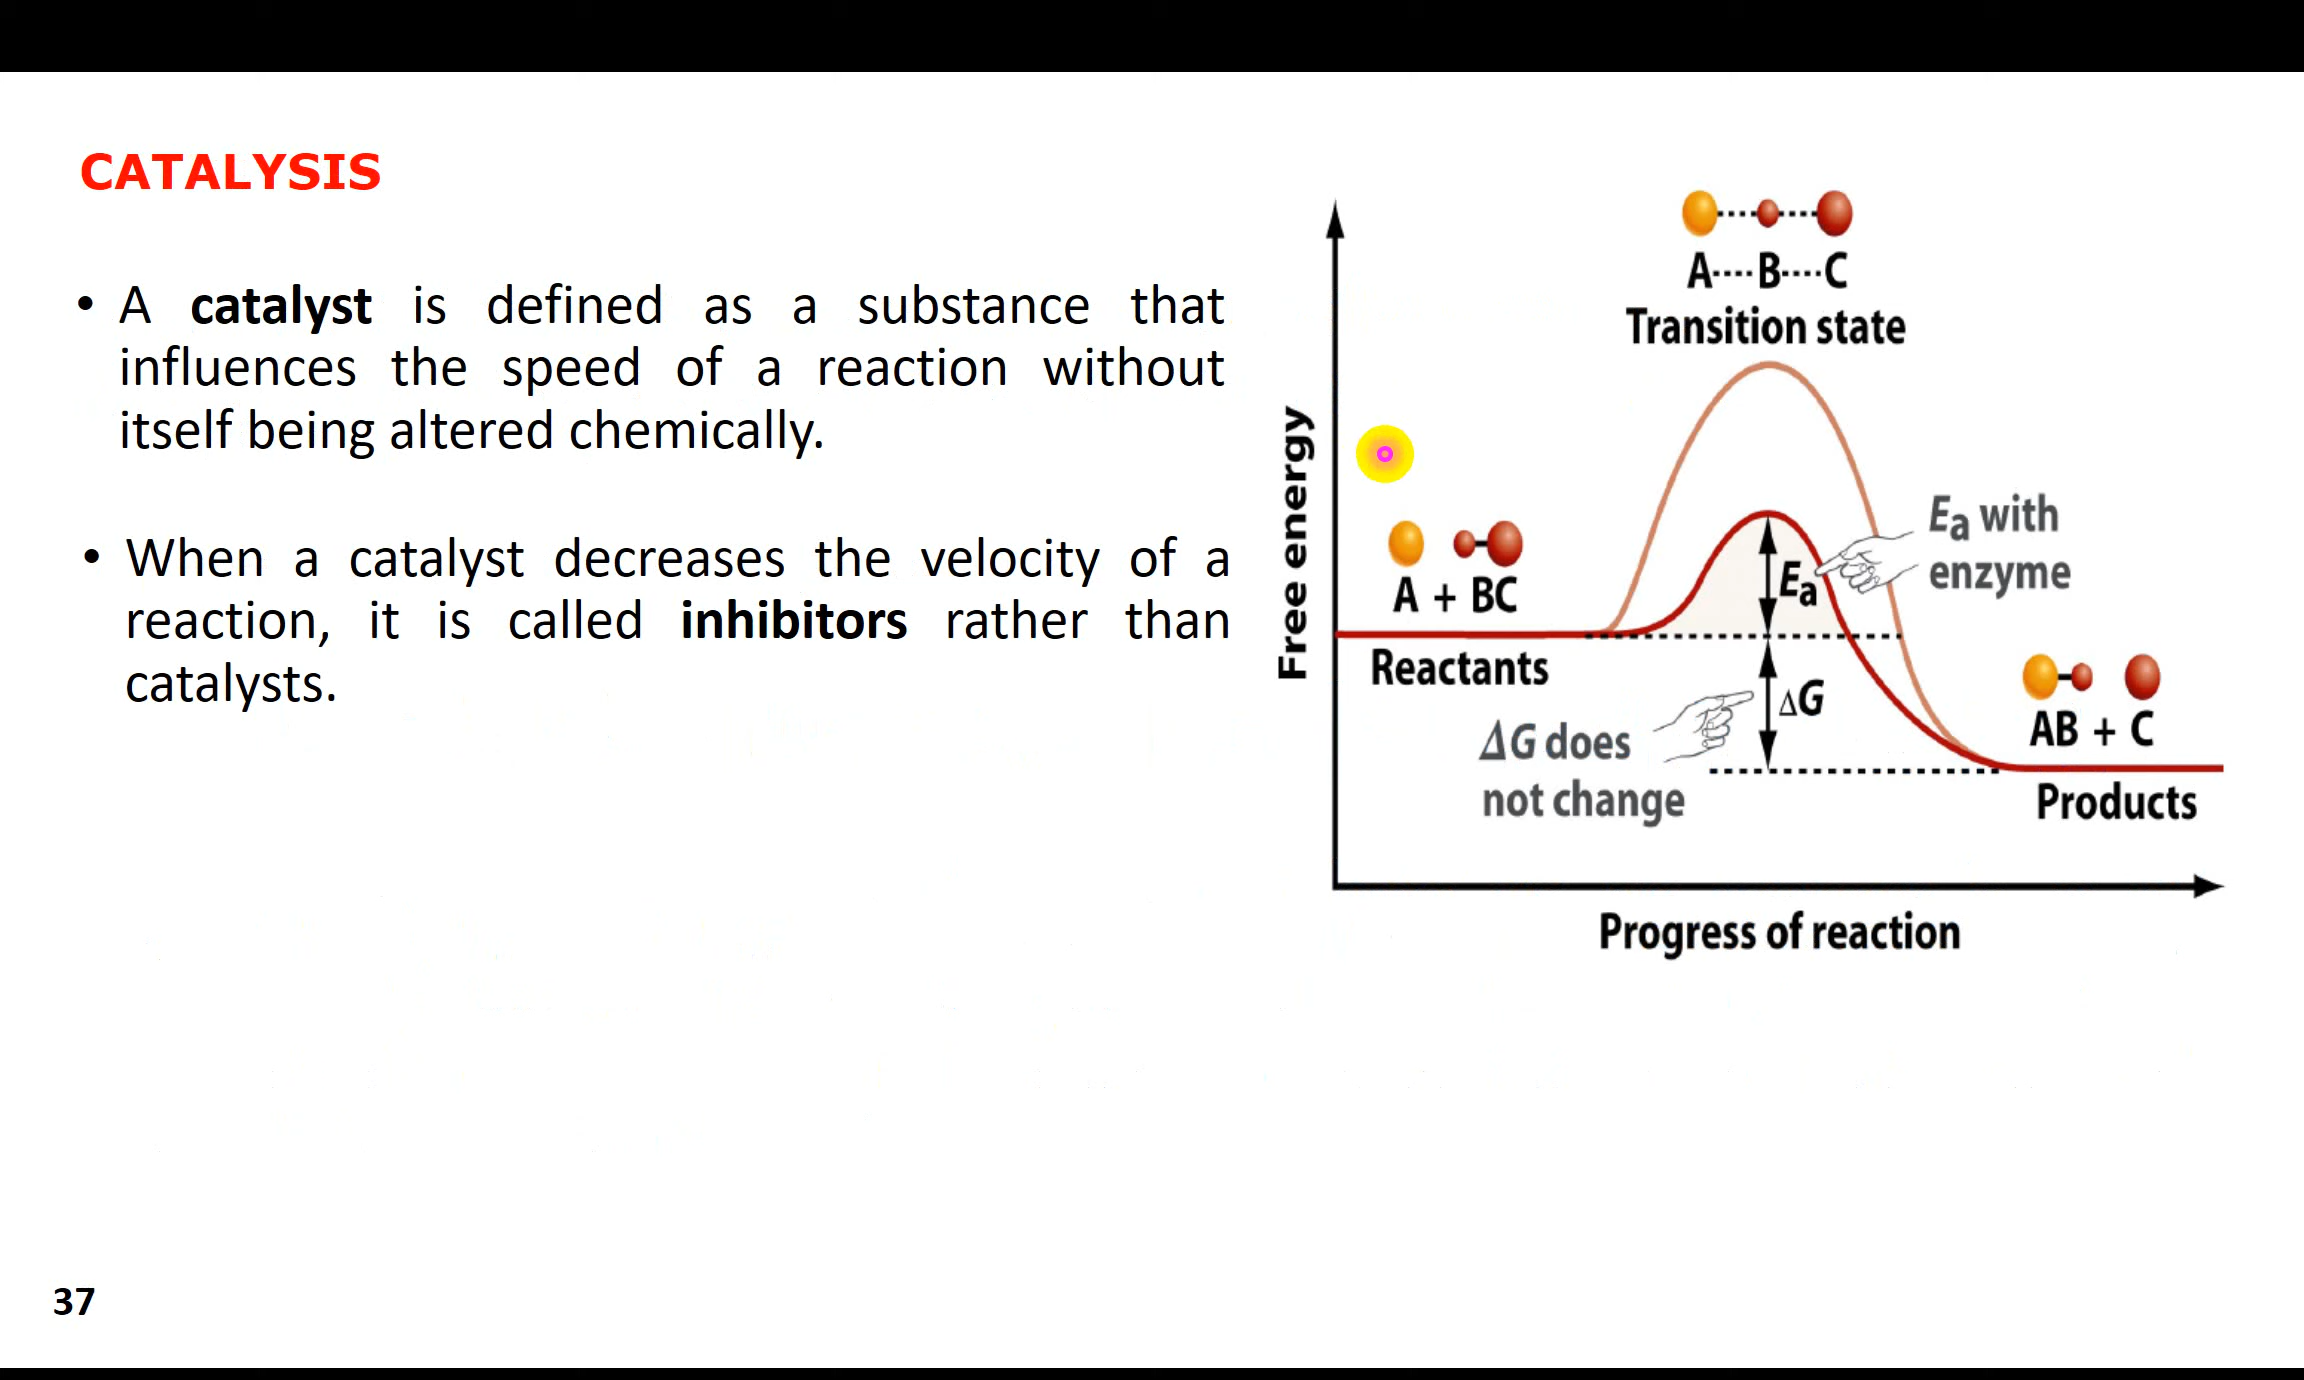 CATALYSIS
• A catalyst is defined as a substance that
influences the speed of a reaction without
itself being altered chemically.
• When a catalyst decreases the velocity of a
reaction, it is called inhibitors rather than
catalysts.
A----B----C
Transition state
Free energy
A + BC
Reactants
Ea with
enzyme
Ea
ΔG
ΔG does
not change
AB + C
Products
Progress of reaction
37